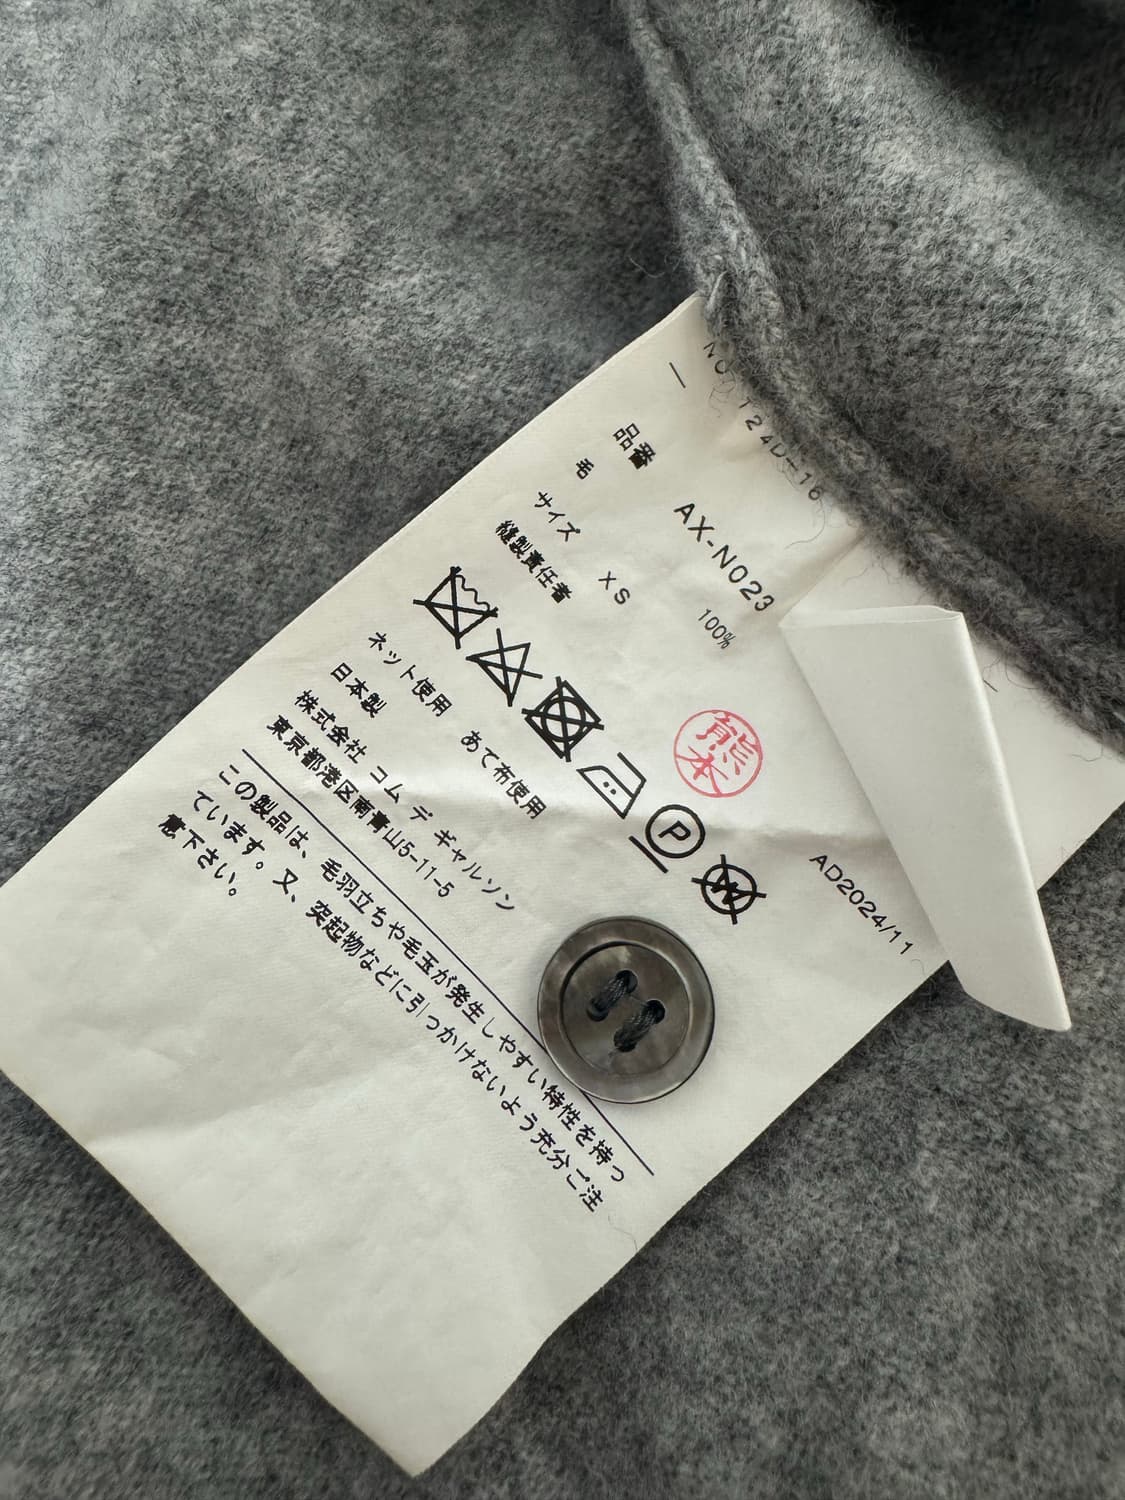 NO. T24D-16
品番 AX-N023
毛 100%
サイズ XS
縫製責任者 熊本
P
W
ネット使用 あて布使用
日本製
株式会社 コム デ ギャルソン
東京都港区南青山5-11-5
AD2024/11
この製品は、毛羽立ちや毛玉が発生しやすい特性を持っ
ています。又、突起物などに引っかけないよう充分ご注
意下さい。